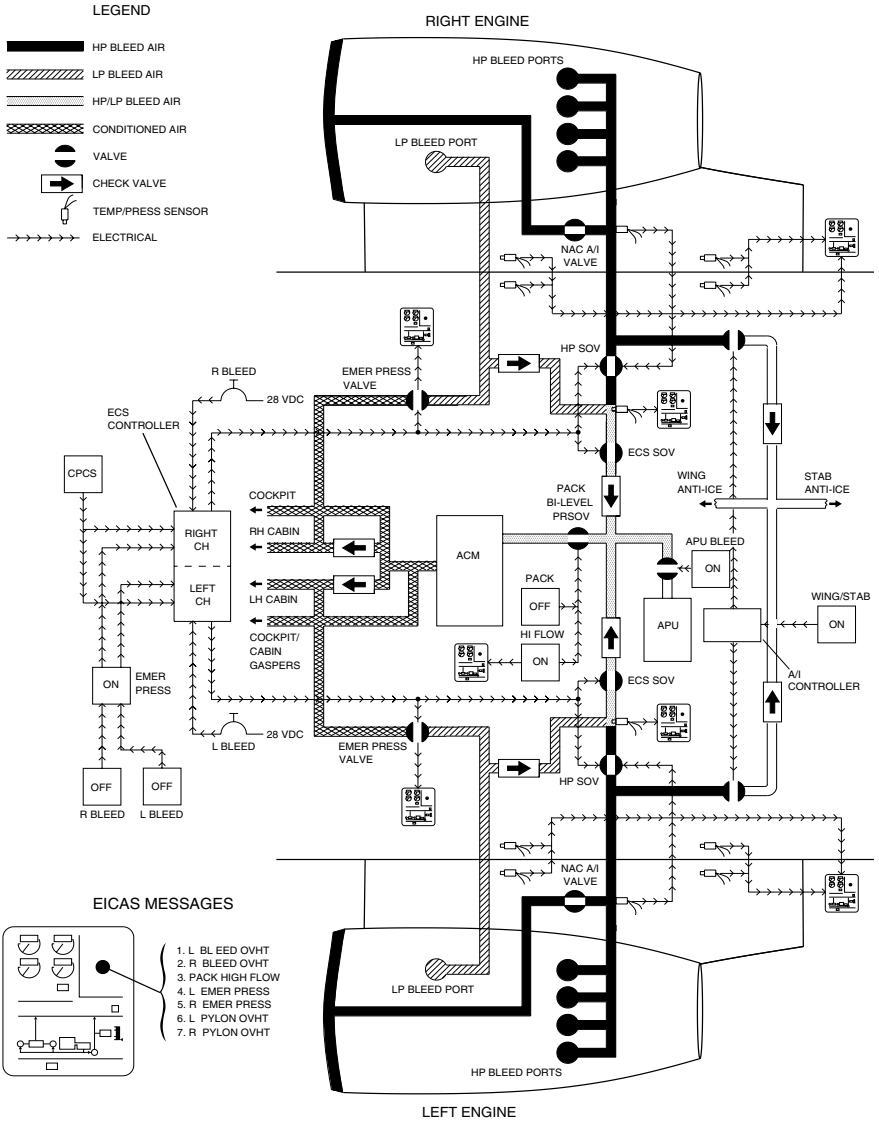 LEGEND
HP BLEED AIR
LP BLEED AIR
HP/LP BLEED AIR
CONDITIONED AIR
VALVE
CHECK VALVE
TEMP/PRESS SENSOR
ELECTRICAL
RIGHT ENGINE
HP BLEED PORTS
LP BLEED PORT
NAC A/I
VALVE
HP SOV
R BLEED
28 VDC
EMER PRESS
VALVE
ECS
CONTROLLER
ECS SOV
CPCS
COCKPIT
RH CABIN
LH CABIN
COCKPIT/
CABIN
GASPERS
RIGHT
CH
LEFT
CH
ACM
PACK
BI-LEVEL
PRSOV
WING
ANTI-ICE
STAB
ANTI-ICE
APU BLEED
ON
PACK
OFF
HI FLOW
ON
APU
WING/STAB
ON
A/I
CONTROLLER
ON
EMER
PRESS
ECS SOV
L BLEED
28 VDC
EMER PRESS
VALVE
HP SOV
OFF
OFF
R BLEED
L BLEED
NAC A/I
VALVE
LP BLEED PORT
HP BLEED PORTS
LEFT ENGINE
EICAS MESSAGES
1. L BL EED OVHT
2. R BLEED OVHT
3. PACK HIGH FLOW
4. L EMER PRESS
5. R EMER PRESS
6. L PYLON OVHT
7. R PYLON OVHT